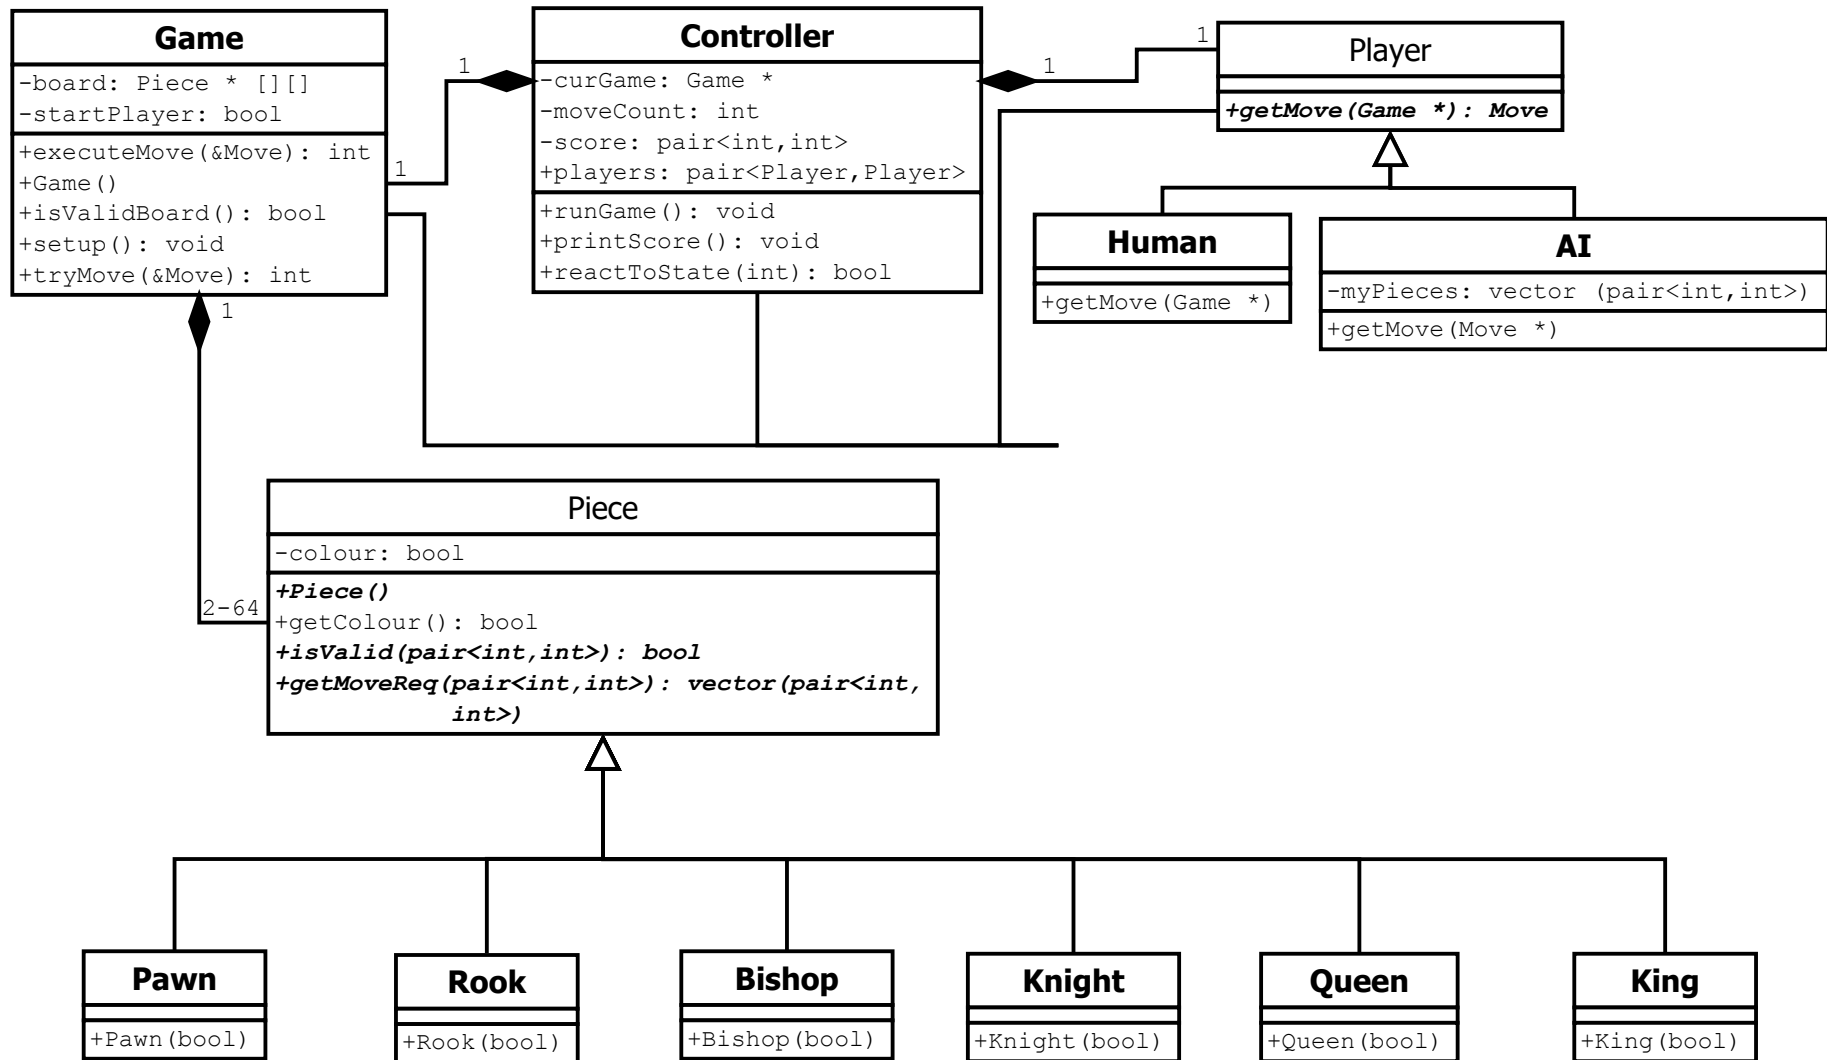 Game
-board: Piece * [][]
-startPlayer: bool
+executeMove(&Move): int
+Game()
+isValidBoard(): bool
+setup(): void
+tryMove(&Move): int
1
1
1
Controller
-curGame: Game *
-moveCount: int
-score: pair<int,int>
+players: pair<Player,Player>
+runGame(): void
+printScore(): void
+reactToState(int): bool
1
1
Player
+getMove(Game *): Move
Human
+getMove(Game *)
AI
-myPieces: vector (pair<int,int>)
+getMove(Move *)
2-64
Piece
-colour: bool
+Piece()
+getColour(): bool
+isValid(pair<int,int>): bool
+getMoveReq(pair<int,int>): vector(pair<int,
int>)
Pawn
+Pawn(bool)
Rook
+Rook(bool)
Bishop
+Bishop(bool)
Knight
+Knight(bool)
Queen
+Queen(bool)
King
+King(bool)